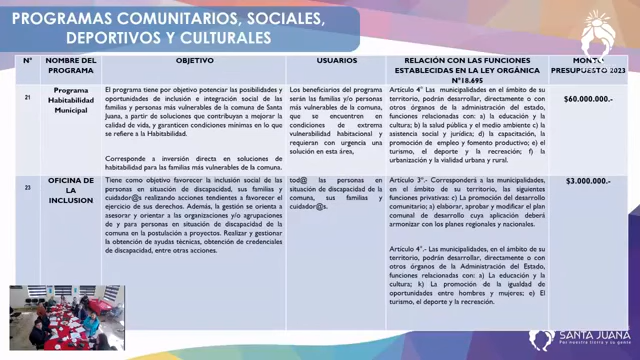 PROGRAMAS COMUNITARIOS, SOCIALES,
DEPORTIVOS Y CULTURALES
SANTA JUANA
N°
NOMBRE DEL
PROGRAMA
OBJETIVO
USUARIOS
RELACIÓN CON LAS FUNCIONES
ESTABLECIDAS EN LA LEY ORGÁNICA
N°18.695
PRESUPUESTO 2023
21
Programa
Habitabilidad
Municipal
El programa tiene por objetivo potenciar las posibilidades y
oportunidades de inclusión e integración social de las
familias y personas más vulnerables de la comuna de Santa
Juana, a partir de soluciones que contribuyan a mejorar la
calidad de vida, y garanticen condiciones mínimas en lo que
se refiere a la Habitabilidad.
Corresponde a inversión directa en soluciones de
habitabilidad para las familias más vulnerables de la comuna.
Los beneficiarios del programa
serán las familias y/o personas
más vulnerables de la comuna,
que se encuentren en
condiciones de extrema
vulnerabilidad habitacional y
requieran con urgencia una
solución en esta área,
Artículo 4° Las municipalidades en el ámbito de su
territorio, podrán desarrollar, directamente o con
otros órganos de la administración del estado,
funciones relacionadas con: a) la educación y la
cultura; b) la salud pública y el medio ambiente c) la
asistencia social y jurídica; d) la capacitación, la
promoción de empleo y fomento productivo; e) el
turismo, el deporte y la recreación; f) la
urbanización y la vialidad urbana y rural.
$60.000.000.-
23
OFICINA DE
LA
INCLUSION
Tiene como objetivo favorecer la inclusión social de las
personas en situación de discapacidad, sus familias y
cuidador@s realizando acciones tendientes a favorecer el
ejercicio de sus derechos. Además, la gestión se orienta a
asesorar y orientar a las organizaciones y/o agrupaciones
de y para personas en situación de discapacidad de la
comuna en la postulación a proyectos. Realizar y gestionar
la obtención de ayudas técnicas, obtención de credenciales
de discapacidad, entre otras acciones.
tod@ las personas en
situación de discapacidad de la
comuna, sus familias y
cuidador@s.
Artículo 3°.- Corresponderá a las municipalidades,
en el ámbito de su territorio, las siguientes
funciones privativas: c) La promoción del desarrollo
comunitario; a) elaborar, aprobar y modificar el plan
comunal de desarrollo cuya aplicación deberá
armonizar con los planes regionales y nacionales.
Artículo 4°.- Las municipalidades, en el ámbito de su
territorio, podrán desarrollar, directamente o con
otros órganos de la Administración del Estado,
funciones relacionadas con: a) La educación y la
cultura; k) La promoción de la igualdad de
oportunidades entre hombres y mujeres; e) El
turismo, el deporte y la recreación.
$3.000.000.-
SANTA JUANA
Por nuestra tierra y su gente